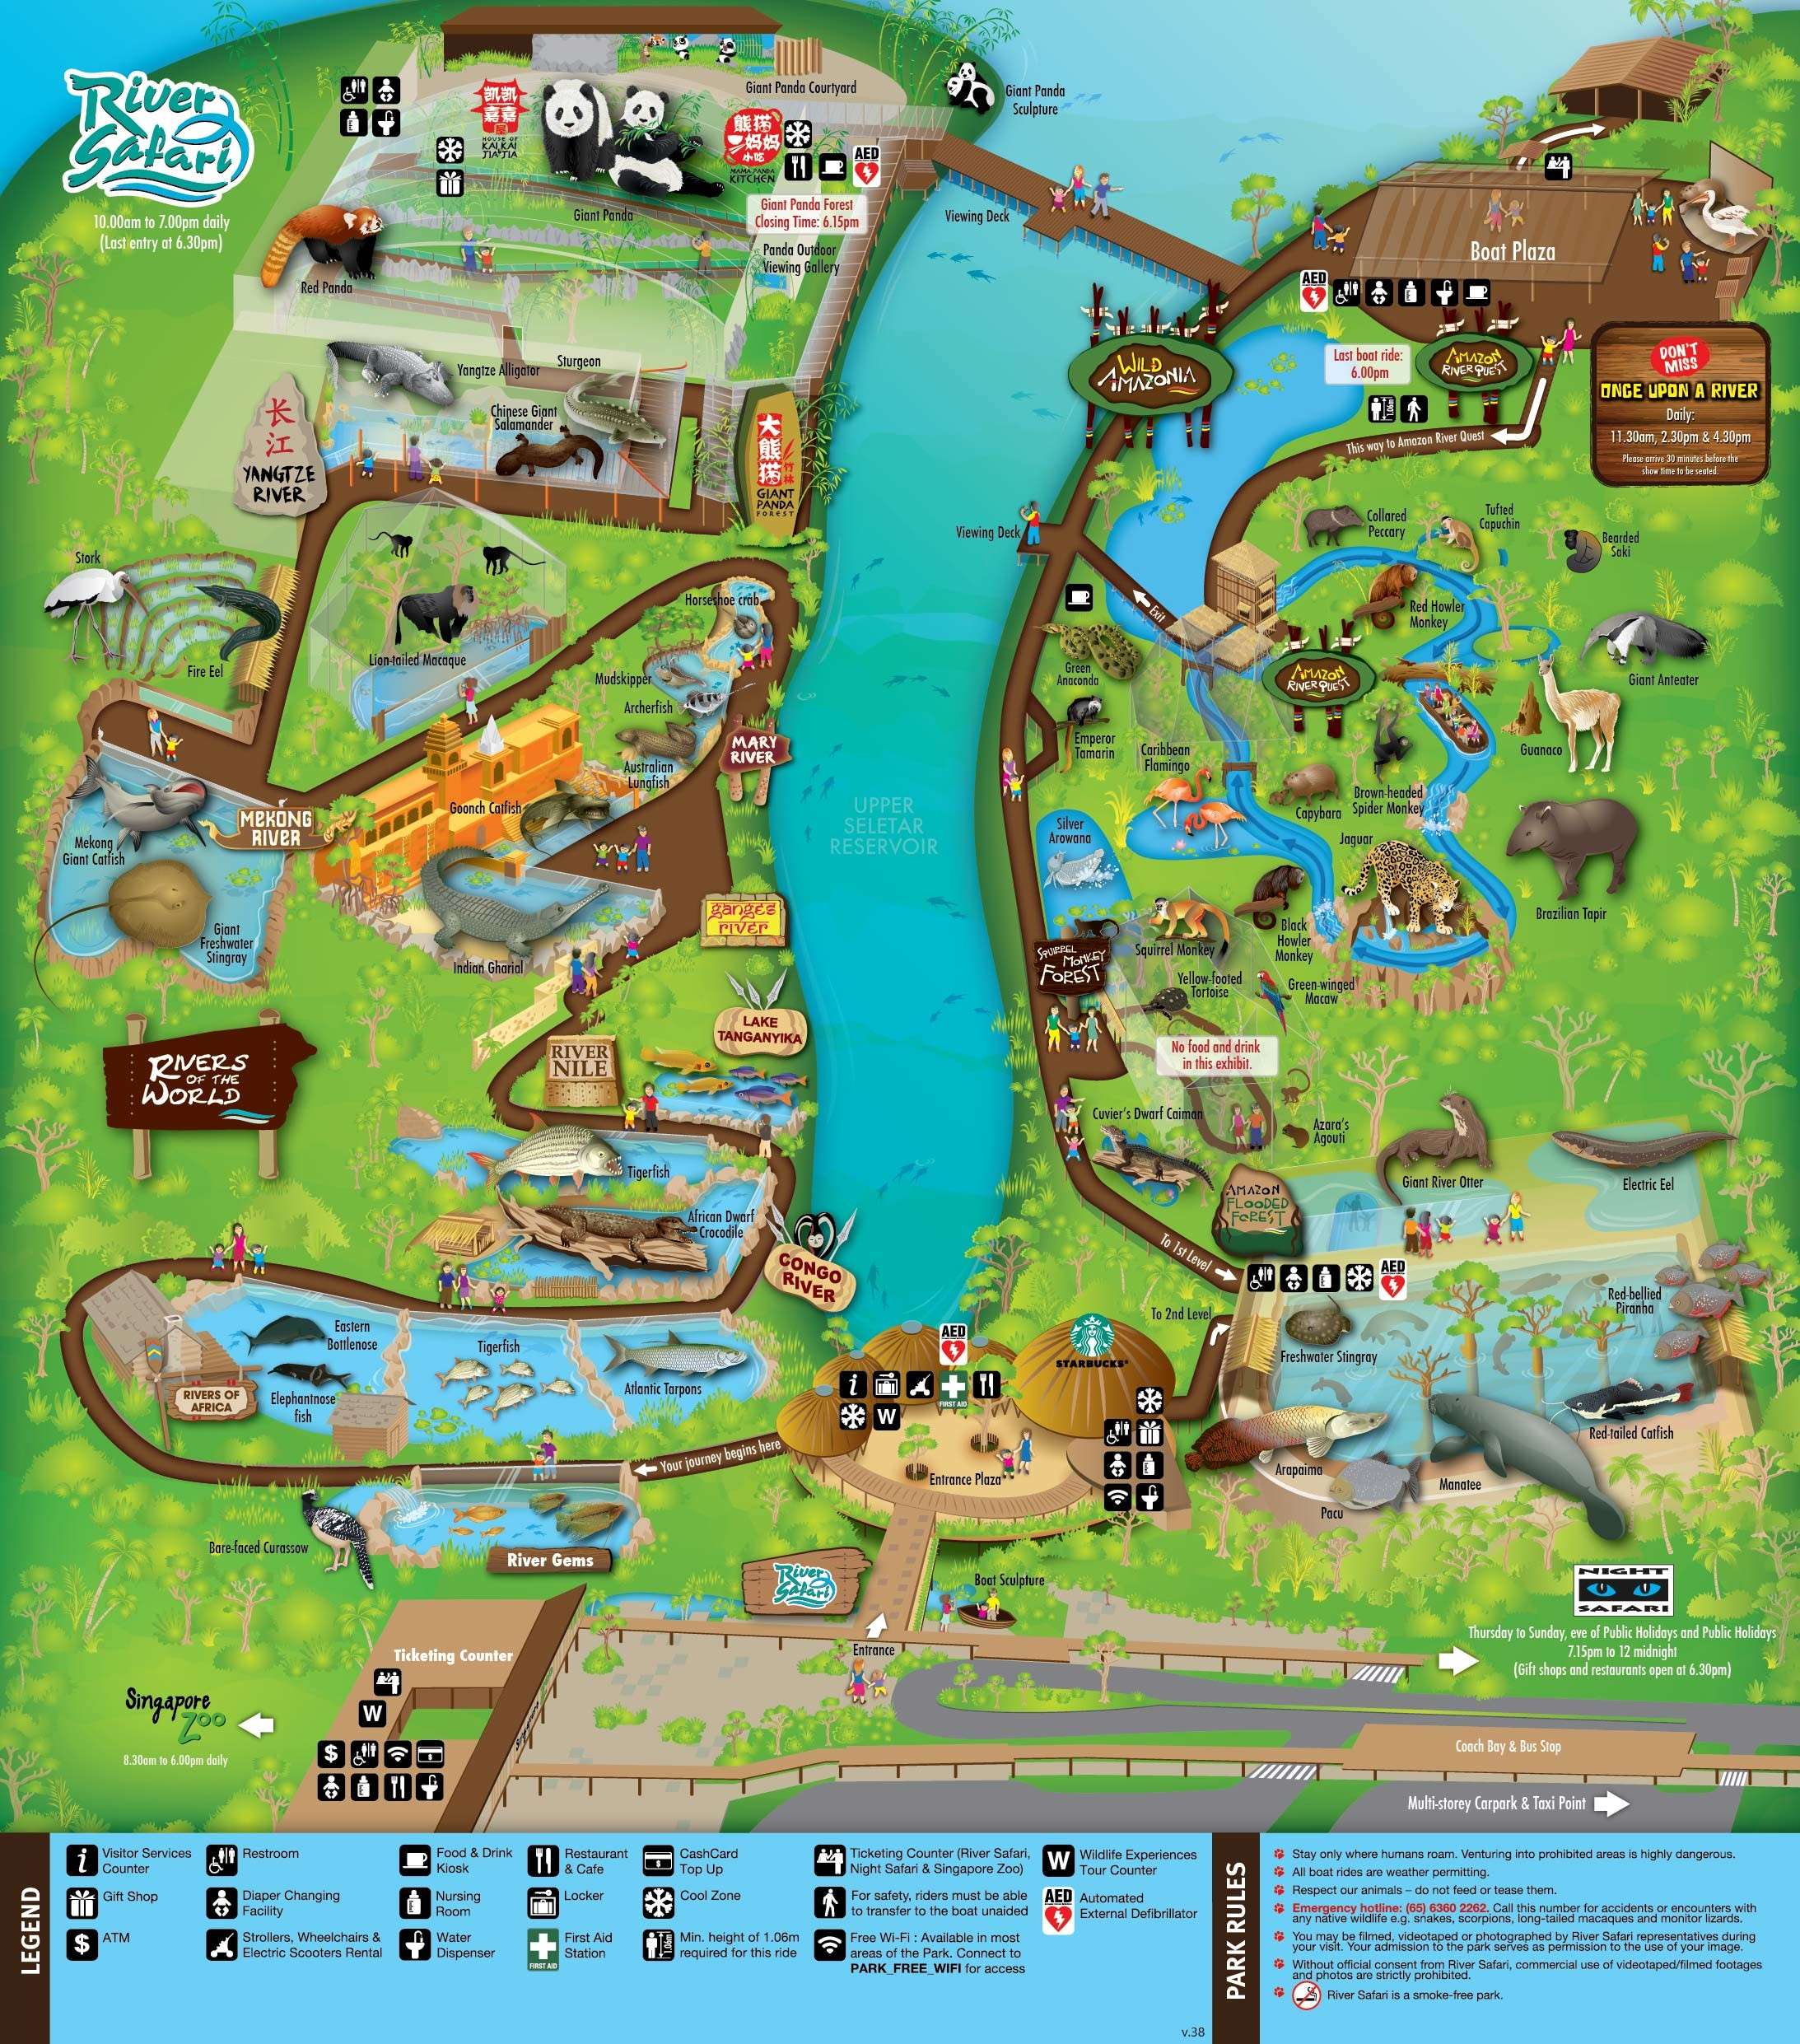 River
Safari
10.00am to 7.00pm daily
(Last entry at 6.30pm)
凯凯
嘉嘉
HOUSE OF
KAI KAI
JIA JIA
Giant Panda Courtyard
熊猫
妈妈
小吃
MAMA PANDA
KITCHEN
AED
Giant Panda
Sculpture
Giant Panda
Giant Panda Forest
Closing Time: 6.15pm
Panda Outdoor
Viewing Gallery
Viewing Deck
Red Panda
Boat Plaza
AED
Yangtze Alligator
Sturgeon
Chinese Giant
Salamander
长
江
YANGTZE
RIVER
大
熊
猫
竹
林
GIANT
PANDA
FOREST
WILD
AMAZONIA
Last boat ride:
6.00pm
AMAZON
RIVER QUEST
1.06m
This way to Amazon River Quest
DON'T
MISS
ONCE UPON A RIVER
Daily:
11.30am, 2.30pm & 4.30pm
Please arrive 30 minutes before the
show time to be seated.
Viewing Deck
Collared
Peccary
Tufted
Capuchin
Bearded
Saki
Stork
Fire Eel
Lion-tailed Macaque
Horseshoe crab
Mudskipper
Archerfish
Australian
Lungfish
MARY
RIVER
Exit
Green
Anaconda
Emperor
Tamarin
Red Howler
Monkey
AMAZON
RIVER QUEST
Giant Anteater
Guanaco
Caribbean
Flamingo
Capybara
Brown-headed
Spider Monkey
Jaguar
Brazilian Tapir
Mekong
Giant Catfish
MEKONG
RIVER
Goonch Catfish
Giant
Freshwater
Stingray
Indian Gharial
ganges
river
UPPER
SELETAR
RESERVOIR
Silver
Arowana
SQUIRREL
MONKEY
FOREST
Squirrel Monkey
Black
Howler
Monkey
Yellow-footed
Tortoise
Green-winged
Macaw
No food and drink
in this exhibit.
RIVERS
OF THE
WORLD
RIVER
NILE
LAKE
TANGANYIKA
Tigerfish
African Dwarf
Crocodile
CONGO
RIVER
Cuvier's Dwarf Caiman
Azara's
Agouti
AMAZON
FLOODED
FOREST
Giant River Otter
Electric Eel
To 1st Level
AED
To 2nd Level
Red-bellied
Piranha
Freshwater Stingray
Eastern
Bottlenose
Tigerfish
Elephantnose
fish
Atlantic Tarpons
RIVERS OF
AFRICA
AED
STARBUCKS
i
FIRST AID
W
Your journey begins here
Entrance Plaza
Arapaima
Pacu
Manatee
Red-tailed Catfish
Bare-faced Curassow
River Gems
River
Safari
Boat Sculpture
Entrance
NIGHT
SAFARI
Thursday to Sunday, eve of Public Holidays and Public Holidays
7.15pm to 12 midnight
(Gift shops and restaurants open at 6.30pm)
Ticketing Counter
W
$
Singapore
Zoo
8.30am to 6.00pm daily
Coach Bay & Bus Stop
Multi-storey Carpark & Taxi Point
LEGEND
i
Visitor Services
Counter
Gift Shop
$
ATM
Restroom
Diaper Changing
Facility
Strollers, Wheelchairs &
Electric Scooters Rental
Food & Drink
Kiosk
Nursing
Room
Water
Dispenser
Restaurant
& Cafe
Locker
FIRST AID
First Aid
Station
CashCard
Top Up
Cool Zone
1.06m
Min. height of 1.06m
required for this ride
Ticketing Counter (River Safari,
Night Safari & Singapore Zoo)
For safety, riders must be able
to transfer to the boat unaided
Free Wi-Fi : Available in most
areas of the Park. Connect to
PARK_FREE_WIFI for access
W
Wildlife Experiences
Tour Counter
AED
Automated
External Defibrillator
v.38
PARK RULES
Stay only where humans roam. Venturing into prohibited areas is highly dangerous.
All boat rides are weather permitting.
Respect our animals – do not feed or tease them.
Emergency hotline: (65) 6360 2262. Call this number for accidents or encounters with
any native wildlife e.g. snakes, scorpions, long-tailed macaques and monitor lizards.
You may be filmed, videotaped or photographed by River Safari representatives during
your visit. Your admission to the park serves as permission to the use of your image.
Without official consent from River Safari, commercial use of videotaped/filmed footages
and photos are strictly prohibited.
River Safari is a smoke-free park.